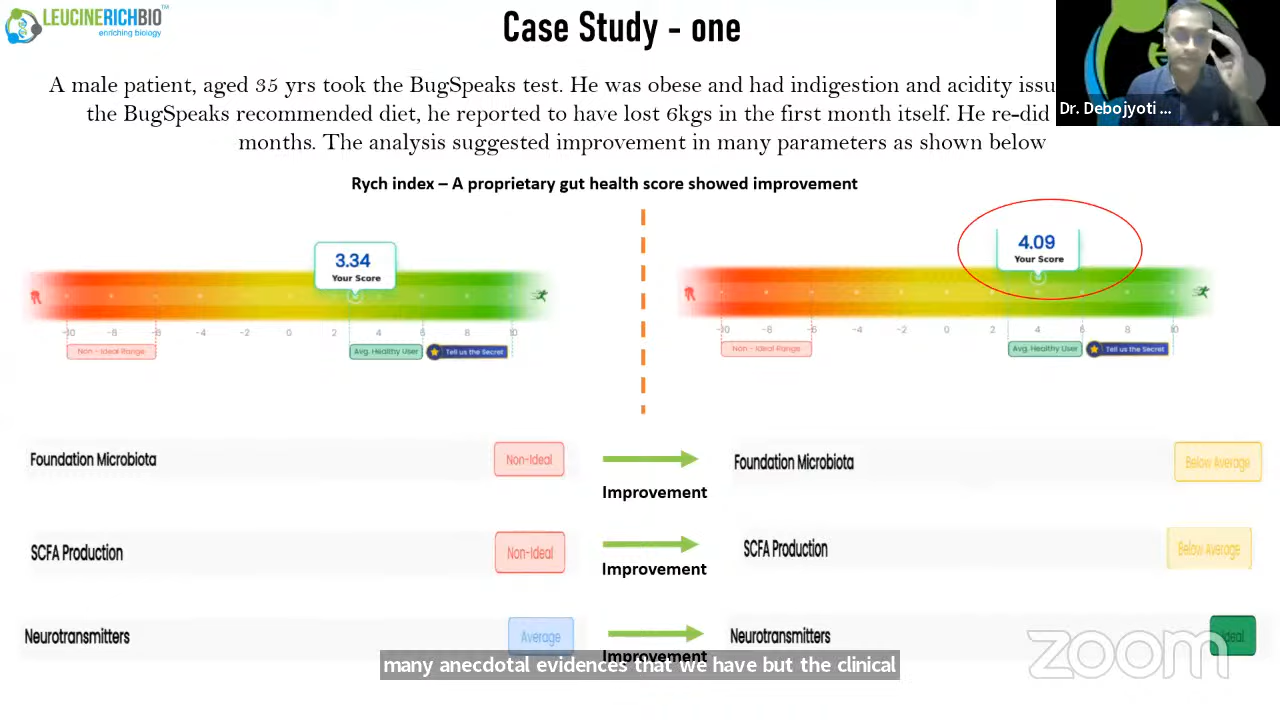 LEUCINERICHBIO™
enriching biology
Case Study - one
A male patient, aged 35 yrs took the BugSpeaks test. He was obese and had indigestion and acidity issu
the BugSpeaks recommended diet, he reported to have lost 6kgs in the first month itself. He re-did
months. The analysis suggested improvement in many parameters as shown below
Dr. Debojyoti ...
Rych index – A proprietary gut health score showed improvement
3.34
Your Score
-10 -8 -6 -4 -2 0 2 4 6 8 10
Non - Ideal Range
Avg. Healthy User
Tell us the Secret
4.09
Your Score
-10 -8 -6 -4 -2 0 2 4 6 8 10
Non - Ideal Range
Avg. Healthy User
Tell us the Secret
Foundation Microbiota
Non-Ideal
Improvement
Foundation Microbiota
Below Average
SCFA Production
Non-Ideal
Improvement
SCFA Production
Below Average
Neurotransmitters
Average
Improvement
Neurotransmitters
Ideal
zoom
many anecdotal evidences that we have but the clinical